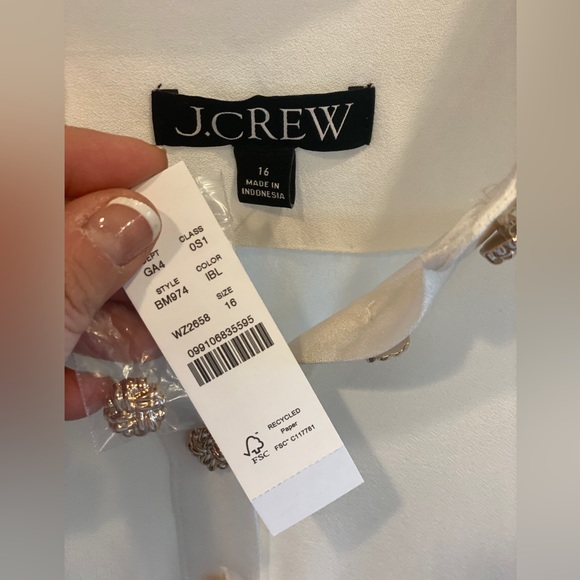 J.CREW
16
MADE IN
INDONESIA
CLASS
0S1
GA4
COLOR
IBL
STYLE
BM974
SIZE
16
WZ2658
099106835595
RECYCLED
Paper
FSC® C117781
FSC